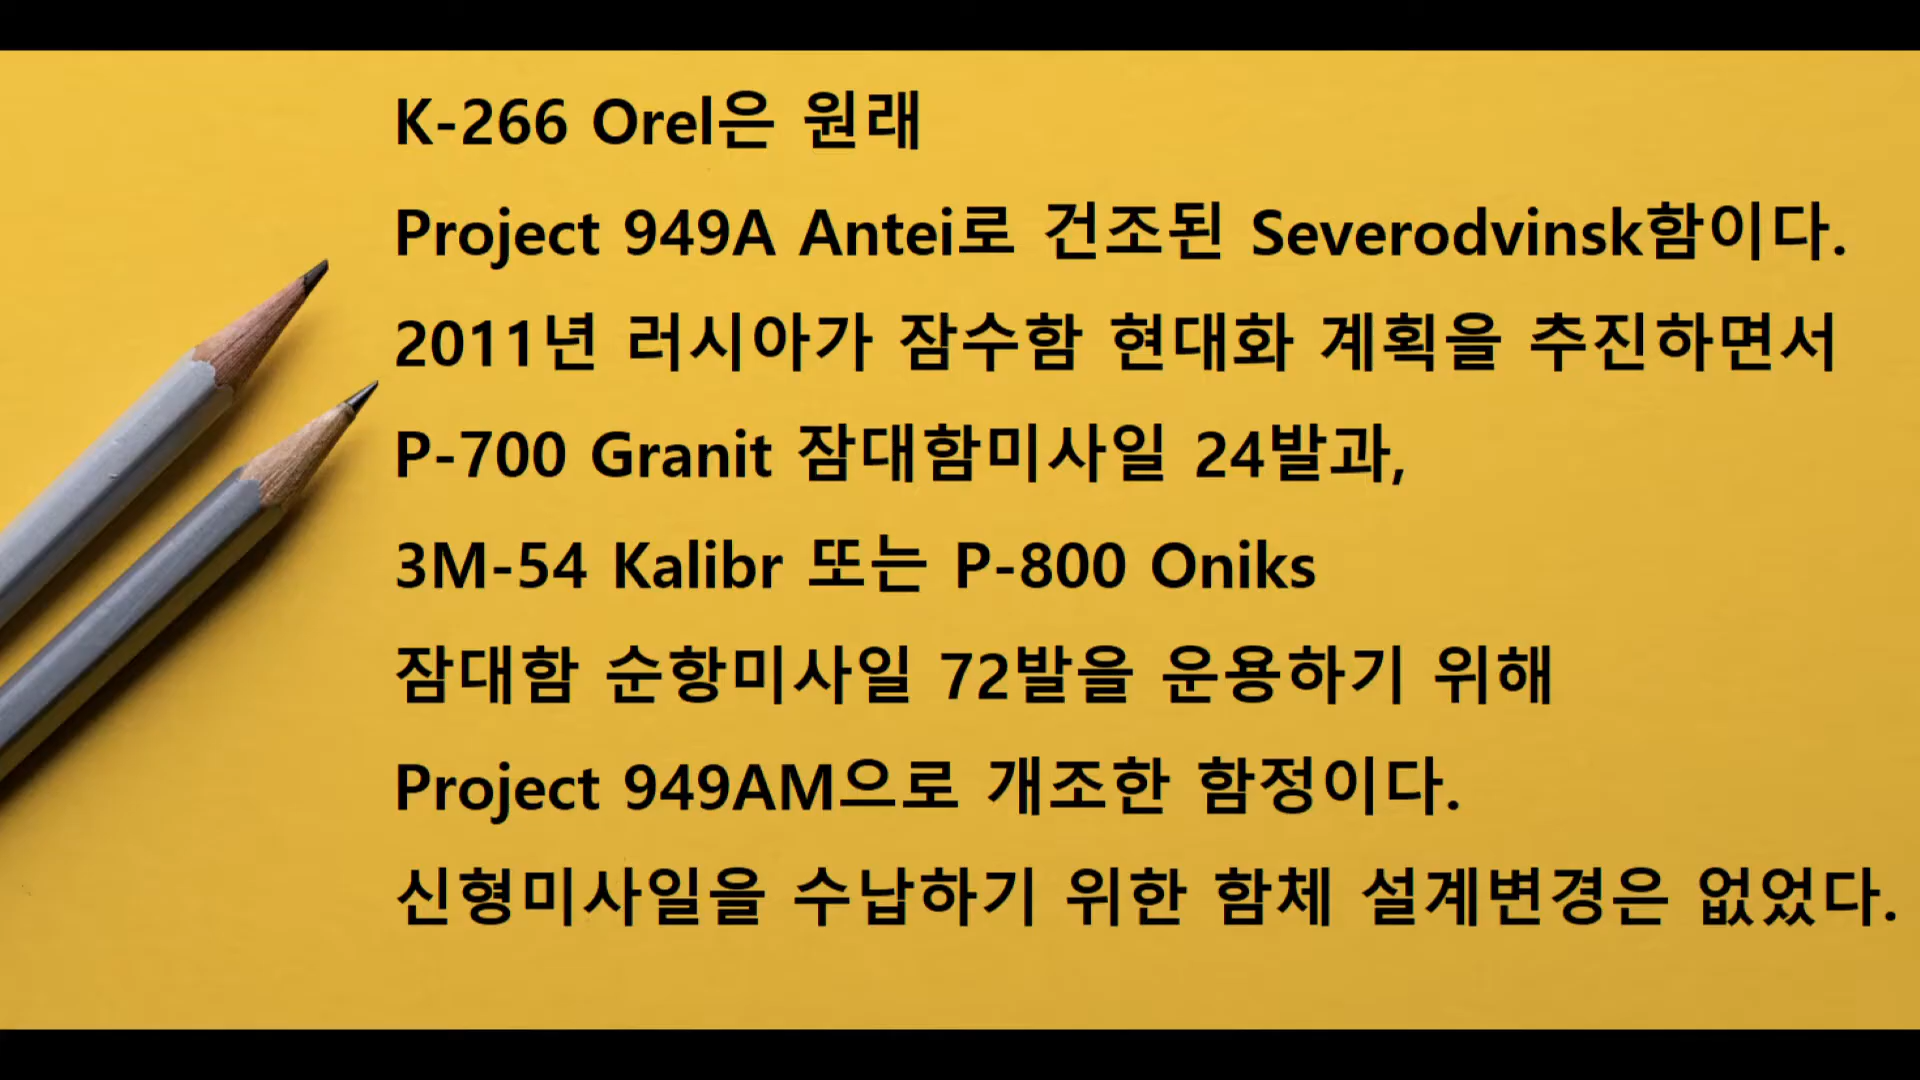 K-266 Orel은 원래
Project 949A Antei로 건조된 Severodvinsk함이다.
2011년 러시아가 잠수함 현대화 계획을 추진하면서
P-700 Granit 잠대함미사일 24발과,
3M-54 Kalibr 또는 P-800 Oniks
잠대함 순항미사일 72발을 운용하기 위해
Project 949AM으로 개조한 함정이다.
신형미사일을 수납하기 위한 함체 설계변경은 없었다.